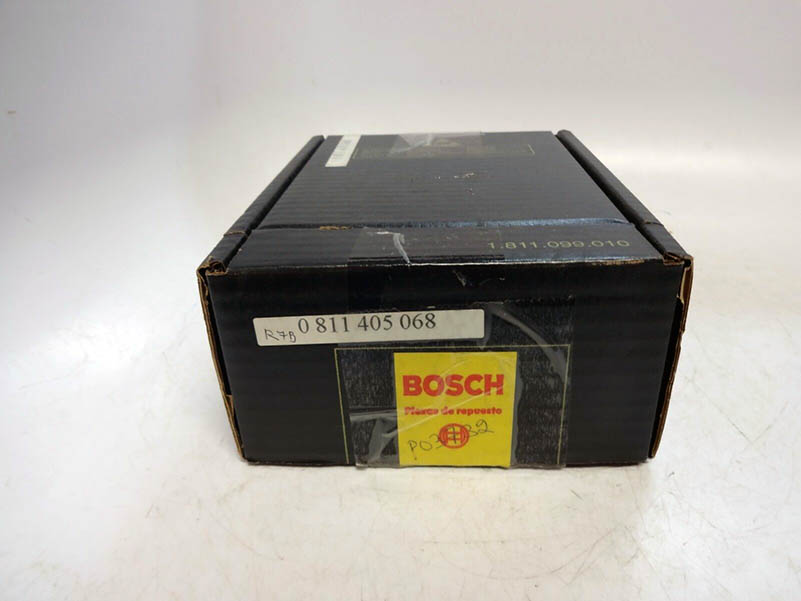 1.811.099.010
R7B 0 811 405 068
BOSCH
Piezas de repuesto